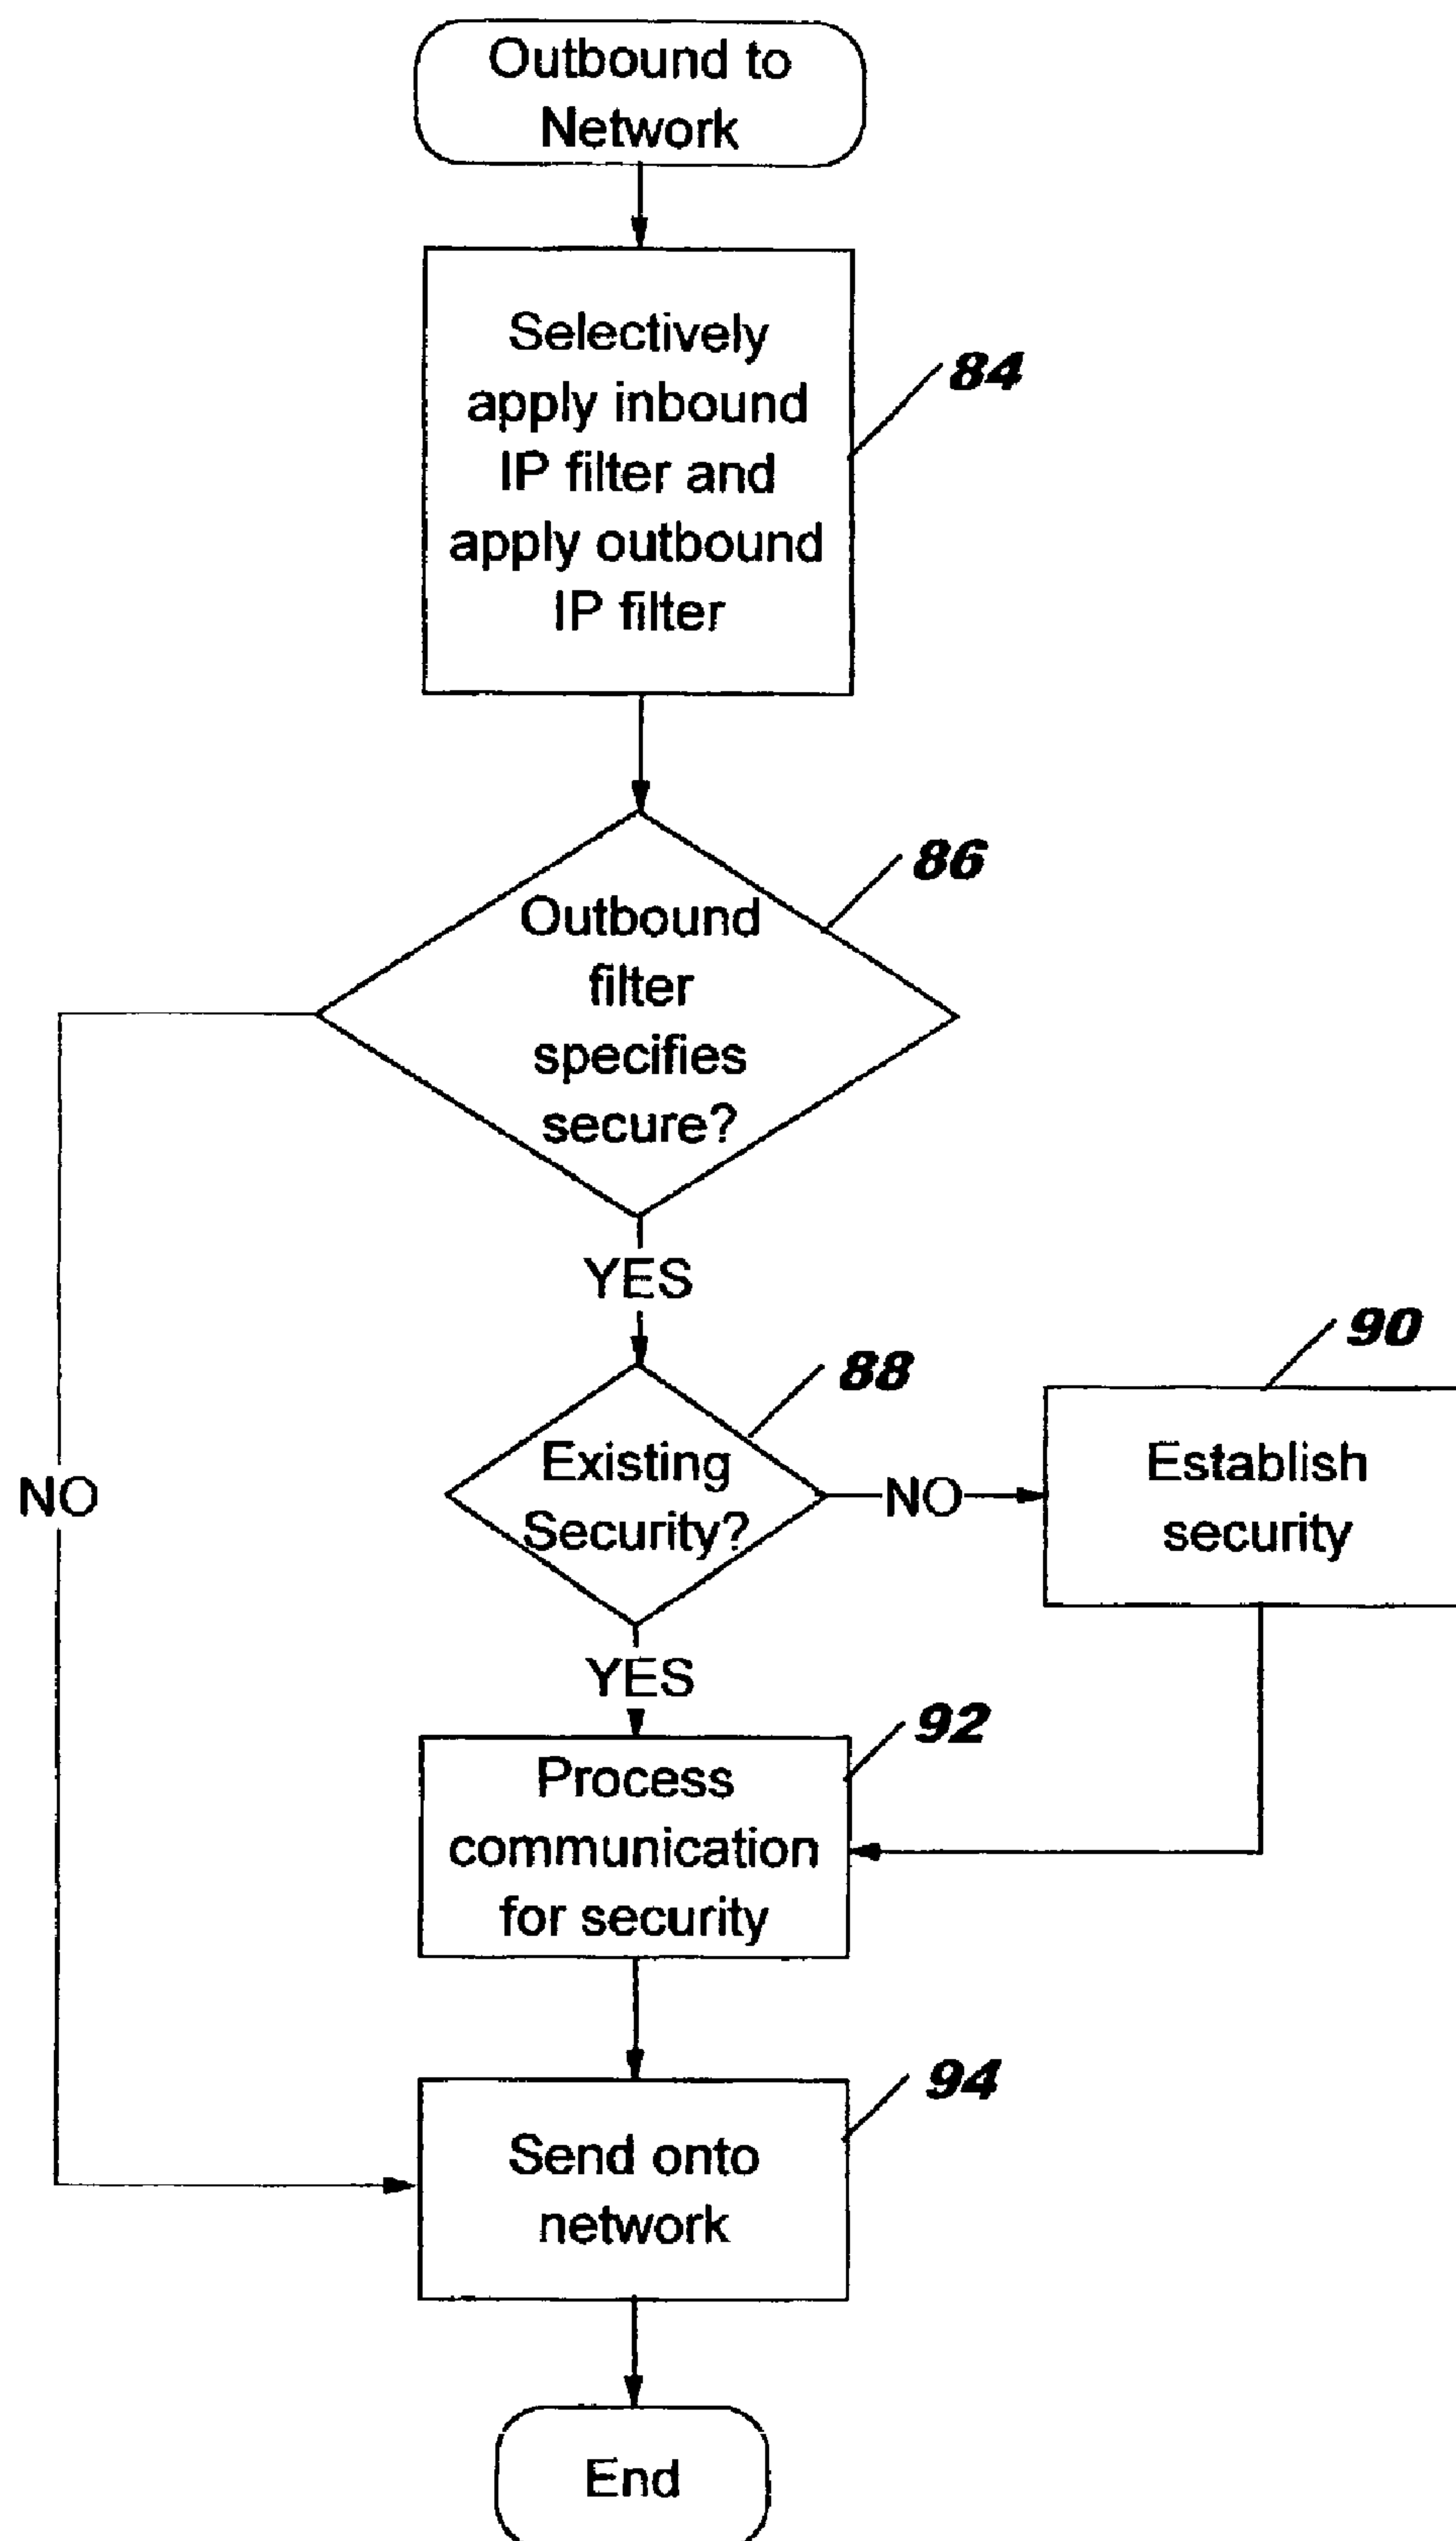 Outbound to
Network
Selectively
apply inbound
IP filter and
apply outbound
IP filter
84
Outbound
filter
specifies
secure?
86
YES
NO
Existing
Security?
88
NO
Establish
security
90
YES
Process
communication
for security
92
Send onto
network
94
End